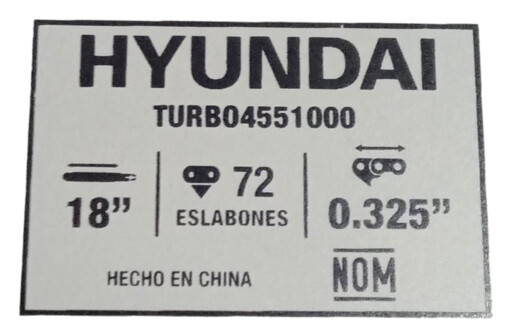 HYUNDAI
TURBO4551000
18”
72
ESLABONES
0.325”
HECHO EN CHINA
NOM